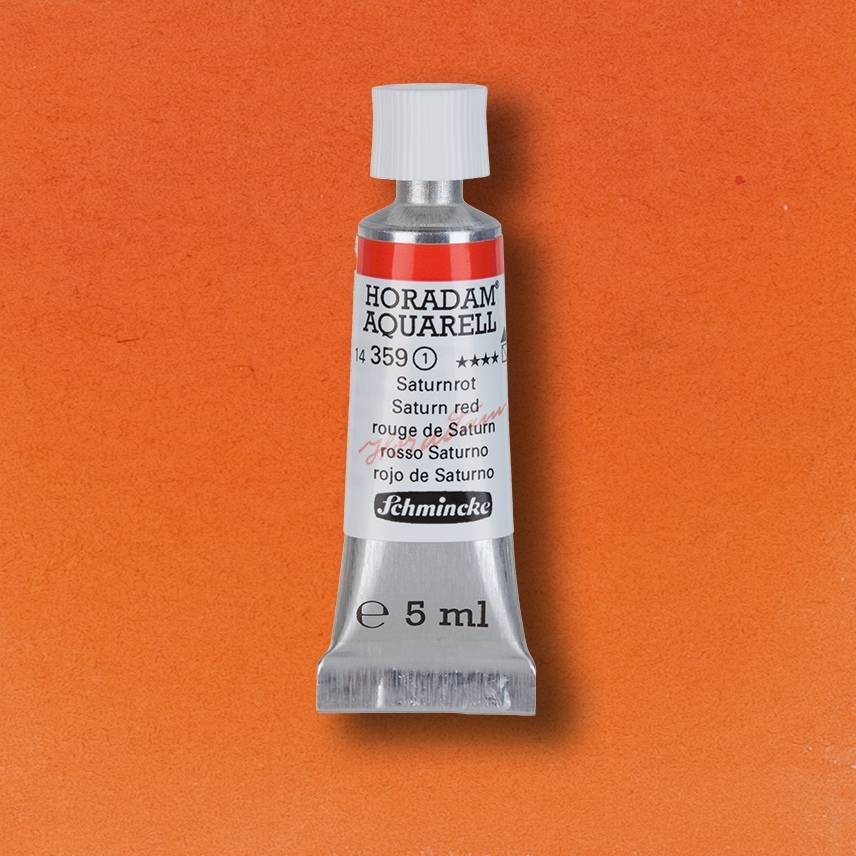 HORADAM®
AQUARELL
14 359 1 ★★★★
Saturnrot
Saturn red
rouge de Saturn
rosso Saturno
rojo de Saturno
Horadam
Schmincke
℮ 5 ml